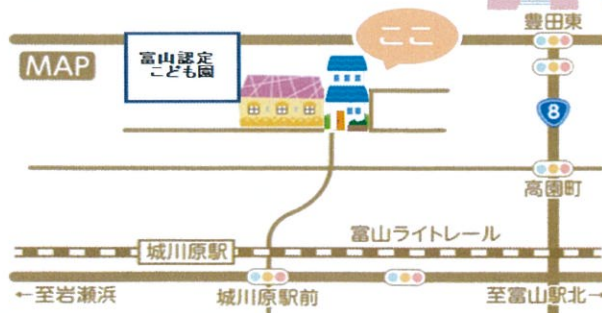 ここ
豊田東
MAP
富山認定
こども園
8
高園町
富山ライトレール
城川原駅
←至岩瀬浜
城川原駅前
至富山駅北→